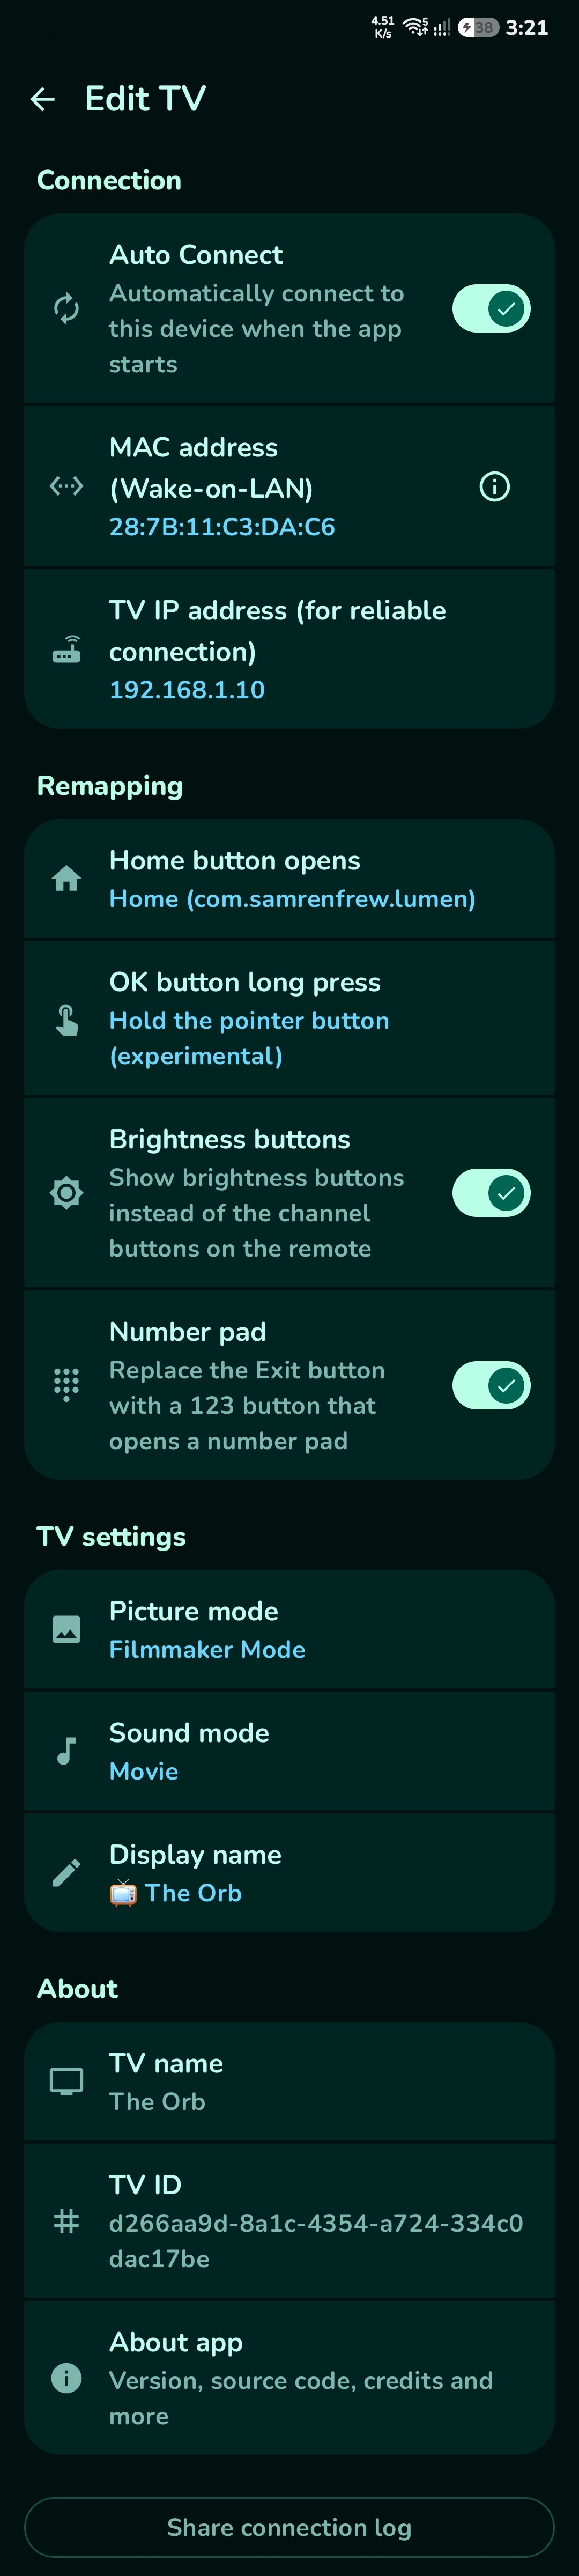 4.51
K/s
5
38
3:21
Edit TV
Connection
Auto Connect
Automatically connect to
this device when the app
starts
MAC address
(Wake-on-LAN)
28:7B:11:C3:DA:C6
TV IP address (for reliable
connection)
192.168.1.10
Remapping
Home button opens
Home (com.samrenfrew.lumen)
OK button long press
Hold the pointer button
(experimental)
Brightness buttons
Show brightness buttons
instead of the channel
buttons on the remote
Number pad
Replace the Exit button
with a 123 button that
opens a number pad
TV settings
Picture mode
Filmmaker Mode
Sound mode
Movie
Display name
📺 The Orb
About
TV name
The Orb
TV ID
d266aa9d-8a1c-4354-a724-334c0
dac17be
About app
Version, source code, credits and
more
Share connection log